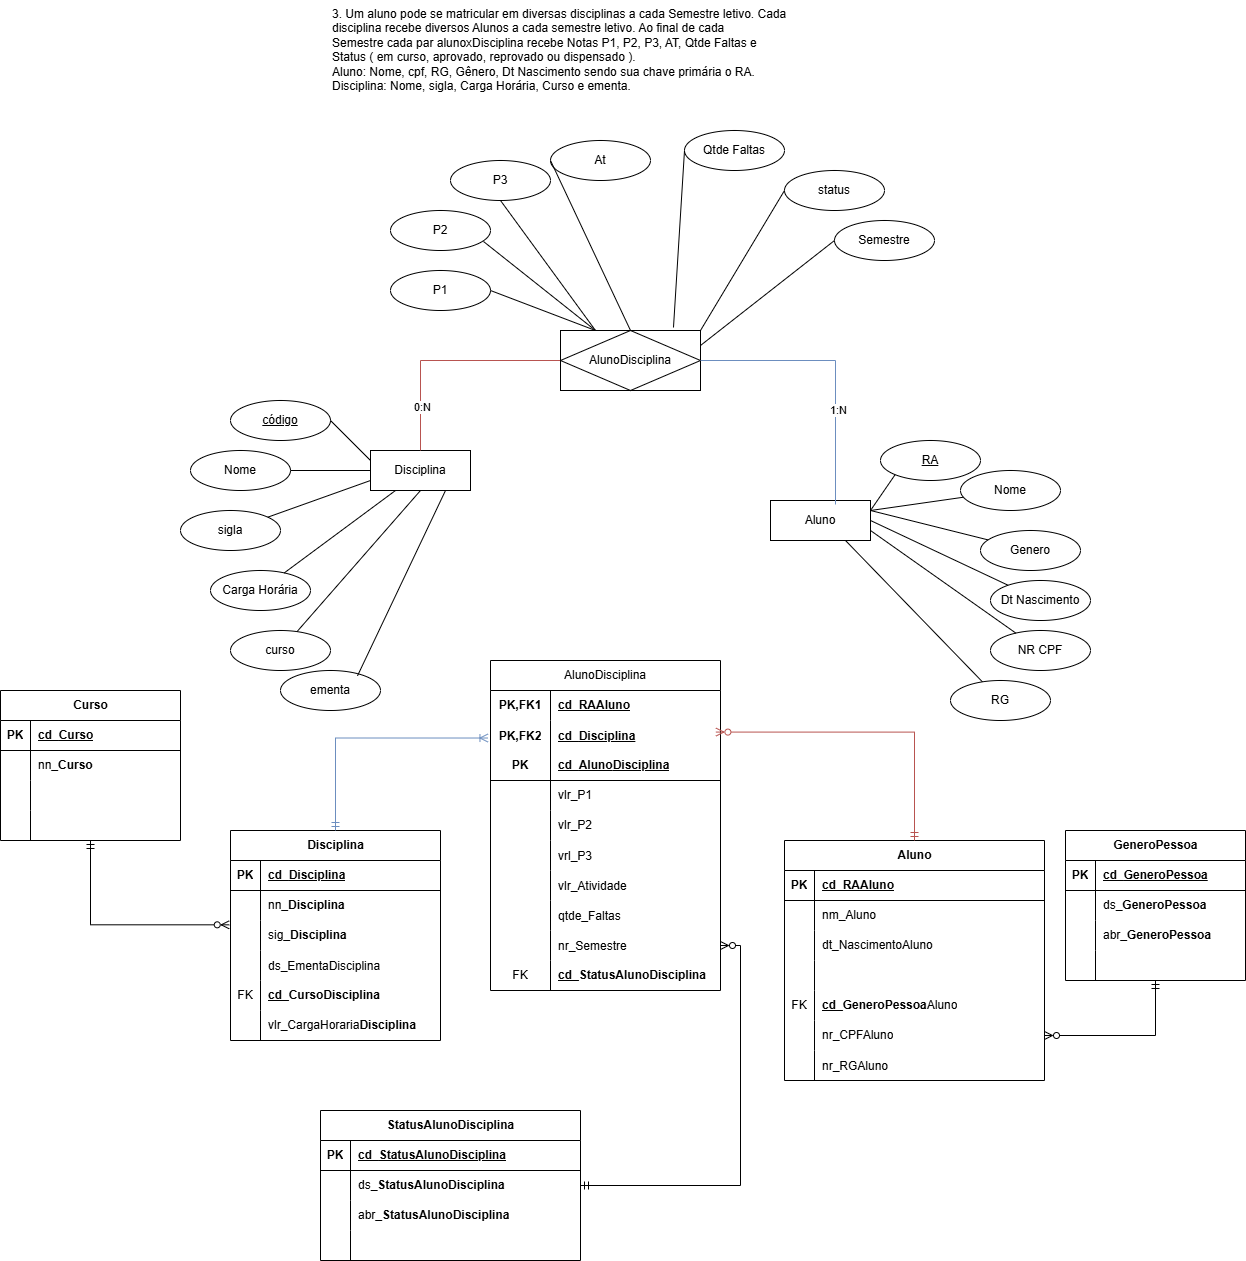 3. Um aluno pode se matricular em diversas disciplinas a cada Semestre letivo. Cada
disciplina recebe diversos Alunos a cada semestre letivo. Ao final de cada
Semestre cada par alunoxDisciplina recebe Notas P1, P2, P3, AT, Qtde Faltas e
Status ( em curso, aprovado, reprovado ou dispensado ).
Aluno: Nome, cpf, RG, Gênero, Dt Nascimento sendo sua chave primária o RA.
Disciplina: Nome, sigla, Carga Horária, Curso e ementa.
At
Qtde Faltas
P3
status
P2
Semestre
P1
AlunoDisciplina
0:N
1:N
código
Nome
sigla
Carga Horária
curso
ementa
Disciplina
Aluno
RA
Nome
Genero
Dt Nascimento
NR CPF
RG
Curso
PK cd_Curso
nn_Curso
AlunoDisciplina
PK,FK1 cd_RAAluno
PK,FK2 cd_Disciplina
PK cd_AlunoDisciplina
vlr_P1
vlr_P2
vrl_P3
vlr_Atividade
qtde_Faltas
nr_Semestre
FK cd_StatusAlunoDisciplina
Disciplina
PK cd_Disciplina
nn_Disciplina
sig_Disciplina
ds_EmentaDisciplina
FK cd_CursoDisciplina
vlr_CargaHorariaDisciplina
Aluno
PK cd_RAAluno
nm_Aluno
dt_NascimentoAluno
FK cd_GeneroPessoaAluno
nr_CPFAluno
nr_RGAluno
GeneroPessoa
PK cd_GeneroPessoa
ds_GeneroPessoa
abr_GeneroPessoa
StatusAlunoDisciplina
PK cd_StatusAlunoDisciplina
ds_StatusAlunoDisciplina
abr_StatusAlunoDisciplina